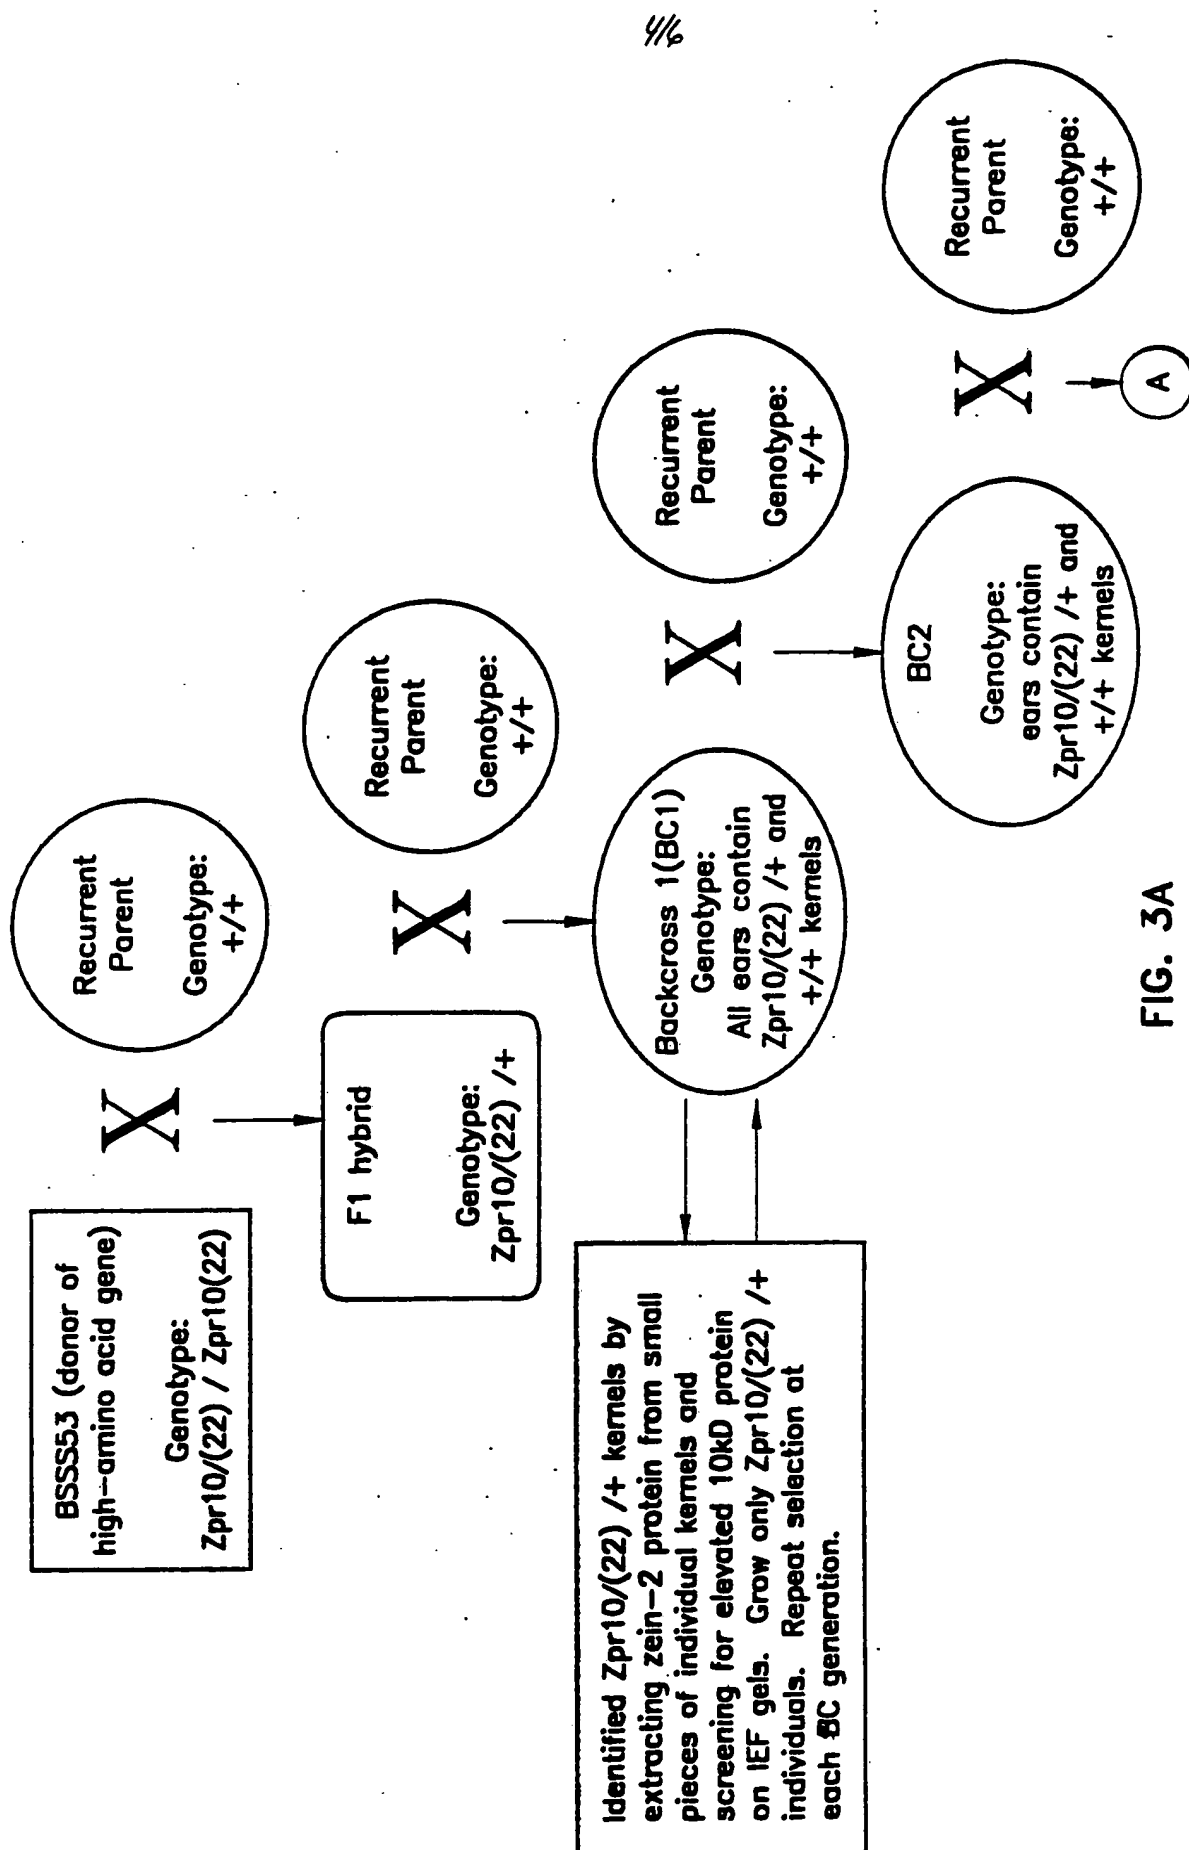 4/6
BSSS53 (donor of
high-amino acid gene)
Genotype:
Zpr10/(22) / Zpr10(22)
X
Recurrent
Parent
Genotype:
+/+
F1 hybrid
Genotype:
Zpr10/(22) /+
X
Recurrent
Parent
Genotype:
+/+
Identified Zpr10/(22) /+ kernels by
extracting zein-2 protein from small
pieces of individual kernels and
screening for elevated 10kD protein
on IEF gels. Grow only Zpr10/(22) /+
individuals. Repeat selection at
each BC generation.
Backcross 1(BC1)
Genotype:
All ears contain
Zpr10/(22) /+ and
+/+ kernels
X
Recurrent
Parent
Genotype:
+/+
BC2
Genotype:
ears contain
Zpr10/(22) /+ and
+/+ kernels
X
Recurrent
Parent
Genotype:
+/+
A
FIG. 3A